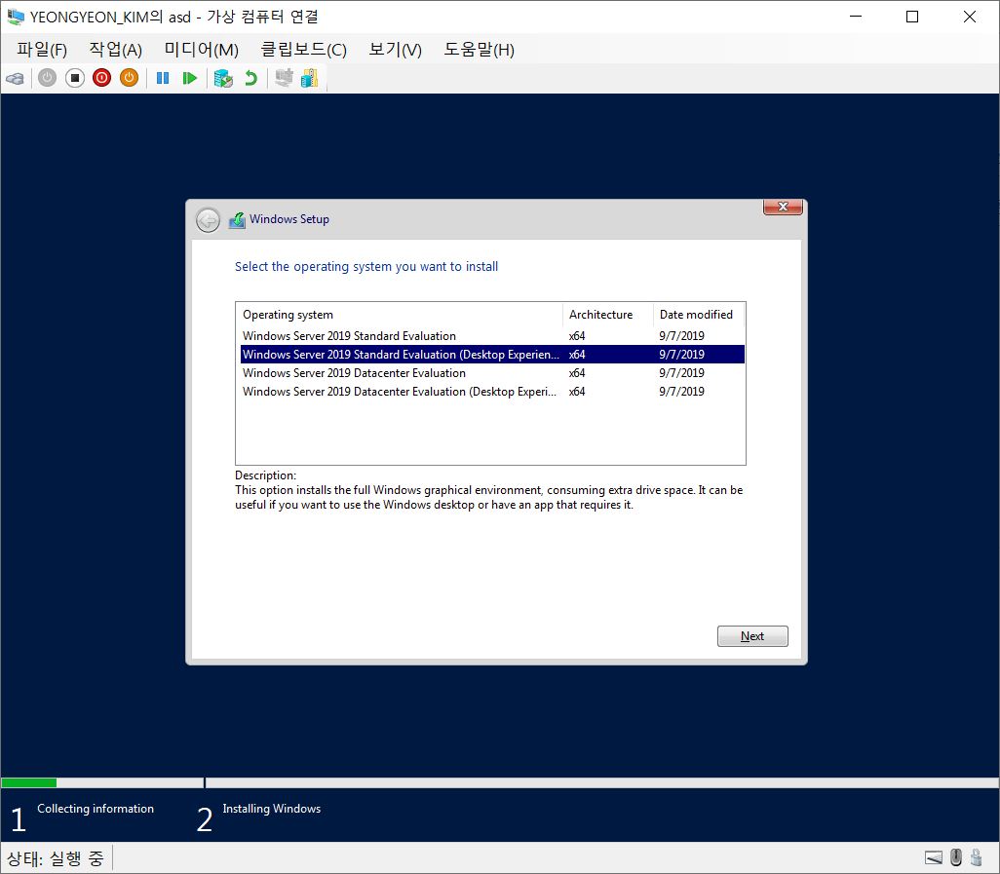 YEONGYEON_KIM의 asd - 가상 컴퓨터 연결
파일(F) 작업(A) 미디어(M) 클립보드(C) 보기(V) 도움말(H)
Windows Setup
Select the operating system you want to install
Operating system Architecture Date modified
Windows Server 2019 Standard Evaluation x64 9/7/2019
Windows Server 2019 Standard Evaluation (Desktop Experien... x64 9/7/2019
Windows Server 2019 Datacenter Evaluation x64 9/7/2019
Windows Server 2019 Datacenter Evaluation (Desktop Experi... x64 9/7/2019
Description:
This option installs the full Windows graphical environment, consuming extra drive space. It can be
useful if you want to use the Windows desktop or have an app that requires it.
Next
1 Collecting information 2 Installing Windows
상태: 실행 중